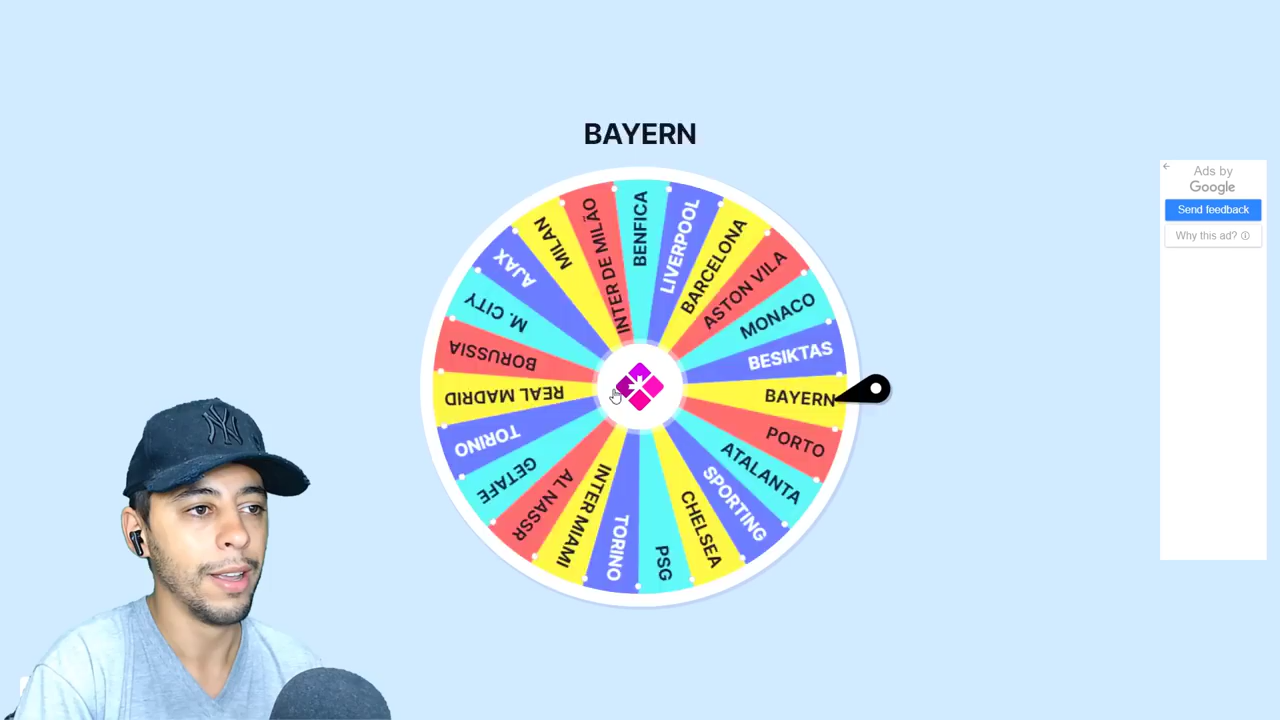 BAYERN
BENFICA
LIVERPOOL
BARCELONA
ASTON VILA
MONACO
BESIKTAS
BAYERN
PORTO
ATALANTA
SPORTING
CHELSEA
PSG
TORINO
INTER MIAMI
AL NASSR
GETAFE
TORINO
REAL MADRID
BORUSSIA
M. CITY
AJAX
MILAN
INTER DE MILÃO
NY
Ads by
Google
Send feedback
Why this ad?